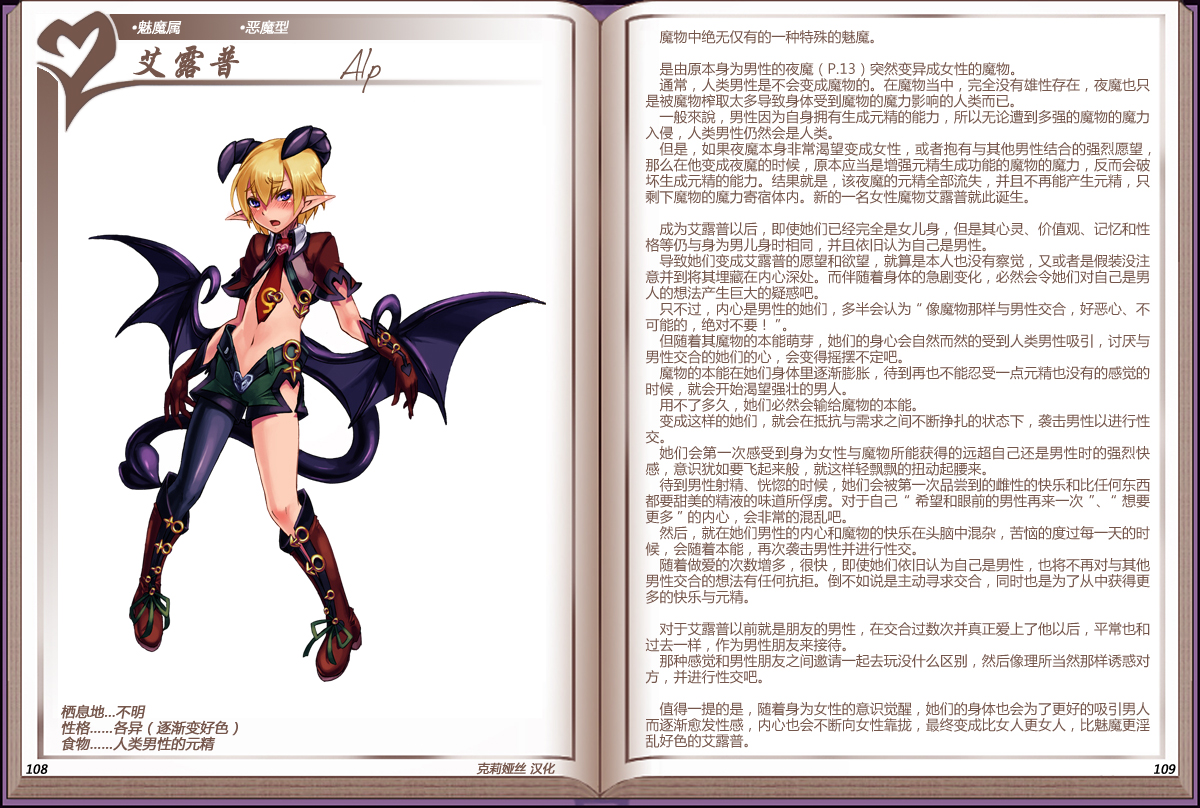 •魅魔属 •恶魔型
艾露普 Alp
栖息地...不明
性格......各异（逐渐变好色）
食物......人类男性的元精
108
克莉娅丝 汉化
魔物中绝无仅有的一种特殊的魅魔。
是由原本身为男性的夜魔（P.13）突然变异成女性的魔物。
通常，人类男性是不会变成魔物的。在魔物当中，完全没有雄性存在，夜魔也只
是被魔物榨取太多导致身体受到魔物的魔力影响的人类而已。
一般來說，男性因为自身拥有生成元精的能力，所以无论遭到多强的魔物的魔力
入侵，人类男性仍然会是人类。
但是，如果夜魔本身非常渴望变成女性，或者抱有与其他男性结合的强烈愿望，
那么在他变成夜魔的时候，原本应当是增强元精生成功能的魔物的魔力，反而会破
坏生成元精的能力。结果就是，该夜魔的元精全部流失，并且不再能产生元精，只
剩下魔物的魔力寄宿体内。新的一名女性魔物艾露普就此诞生。
成为艾露普以后，即使她们已经完全是女儿身，但是其心灵、价值观、记忆和性
格等仍与身为男儿身时相同，并且依旧认为自己是男性。
导致她们变成艾露普的愿望和欲望，就算是本人也没有察觉，又或者是假装没注
意并到将其埋藏在内心深处。而伴随着身体的急剧变化，必然会令她们对自己是男
人的想法产生巨大的疑惑吧。
只不过，内心是男性的她们，多半会认为“ 像魔物那样与男性交合，好恶心、不
可能的，绝对不要！”。
但随着其魔物的本能萌芽，她们的身心会自然而然的受到人类男性吸引，讨厌与
男性交合的她们的心，会变得摇摆不定吧。
魔物的本能在她们身体里逐渐膨胀，待到再也不能忍受一点元精也没有的感觉的
时候，就会开始渴望强壮的男人。
用不了多久，她们必然会输给魔物的本能。
变成这样的她们，就会在抵抗与需求之间不断挣扎的状态下，袭击男性以进行性
交。
她们会第一次感受到身为女性与魔物所能获得的远超自己还是男性时的强烈快
感，意识犹如要飞起来般，就这样轻飘飘的扭动起腰来。
待到男性射精、恍惚的时候，她们会被第一次品尝到的雌性的快乐和比任何东西
都要甜美的精液的味道所俘虏。对于自己“ 希望和眼前的男性再来一次 ”、“ 想要
更多 ”的内心，会非常的混乱吧。
然后，就在她们男性的内心和魔物的快乐在头脑中混杂，苦恼的度过每一天的时
候，会随着本能，再次袭击男性并进行性交。
随着做爱的次数增多，很快，即使她们依旧认为自己是男性，也将不再对与其他
男性交合的想法有任何抗拒。倒不如说是主动寻求交合，同时也是为了从中获得更
多的快乐与元精。
对于艾露普以前就是朋友的男性，在交合过数次并真正爱上了他以后，平常也和
过去一样，作为男性朋友来接待。
那种感觉和男性朋友之间邀请一起去玩没什么区别，然后像理所当然那样诱惑对
方，并进行性交吧。
值得一提的是，随着身为女性的意识觉醒，她们的身体也会为了更好的吸引男人
而逐渐愈发性感，内心也会不断向女性靠拢，最终变成比女人更女人，比魅魔更淫
乱好色的艾露普。
109